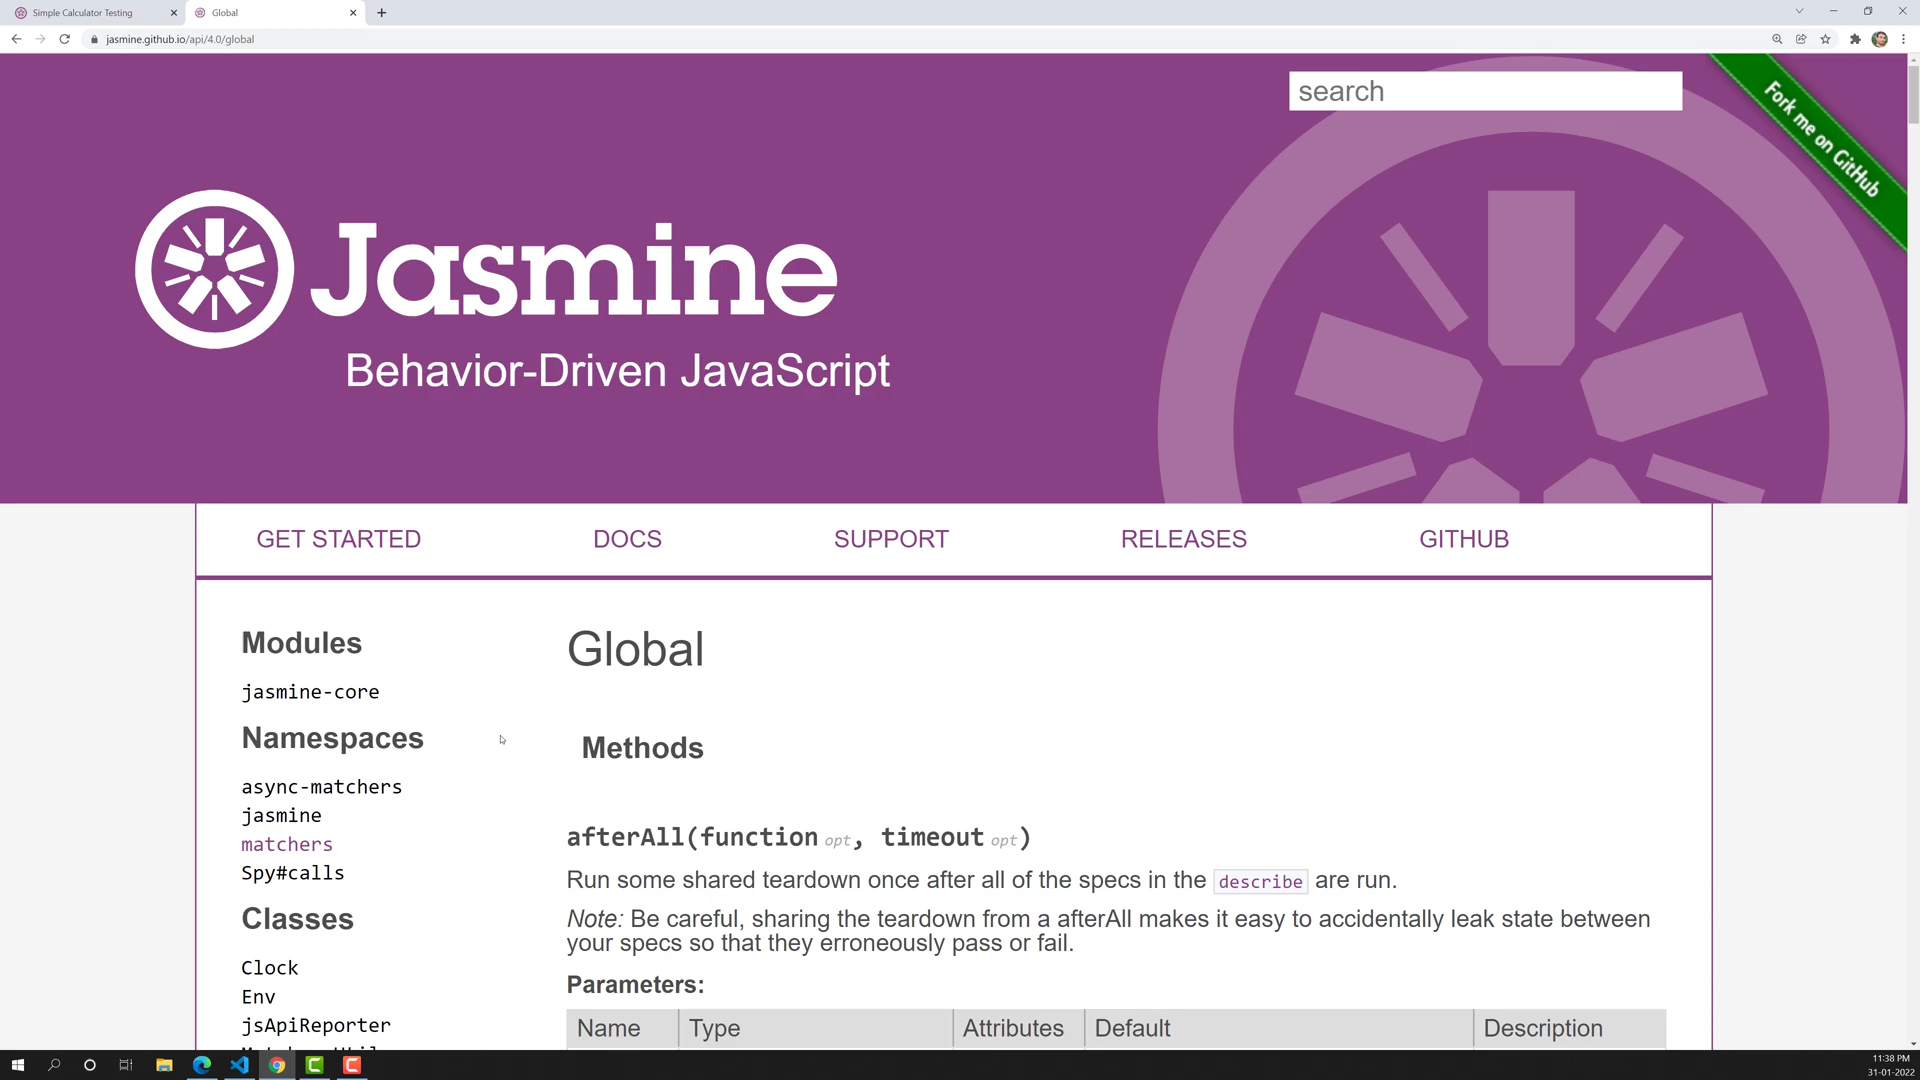 Simple Calculator Testing
Global
jasmine.github.io/api/4.0/global
search
Fork me on GitHub
Jasmine
Behavior-Driven JavaScript
GET STARTED
DOCS
SUPPORT
RELEASES
GITHUB
Modules
jasmine-core
Namespaces
async-matchers
jasmine
matchers
Spy#calls
Classes
Clock
Env
jsApiReporter
Global
Methods
afterAll(function opt, timeout opt)
Run some shared teardown once after all of the specs in the describe are run.
Note: Be careful, sharing the teardown from a afterAll makes it easy to accidentally leak state between
your specs so that they erroneously pass or fail.
Parameters:
Name Type Attributes Default Description
11:38 PM
31-01-2022